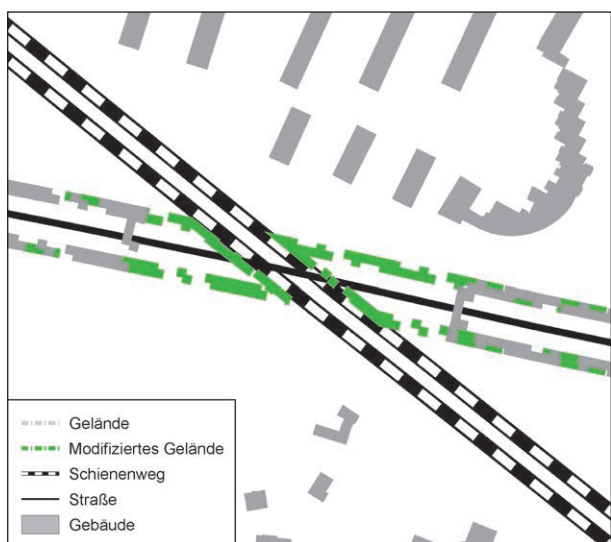 Gelände
Modifiziertes Gelände
Schienenweg
Straße
Gebäude